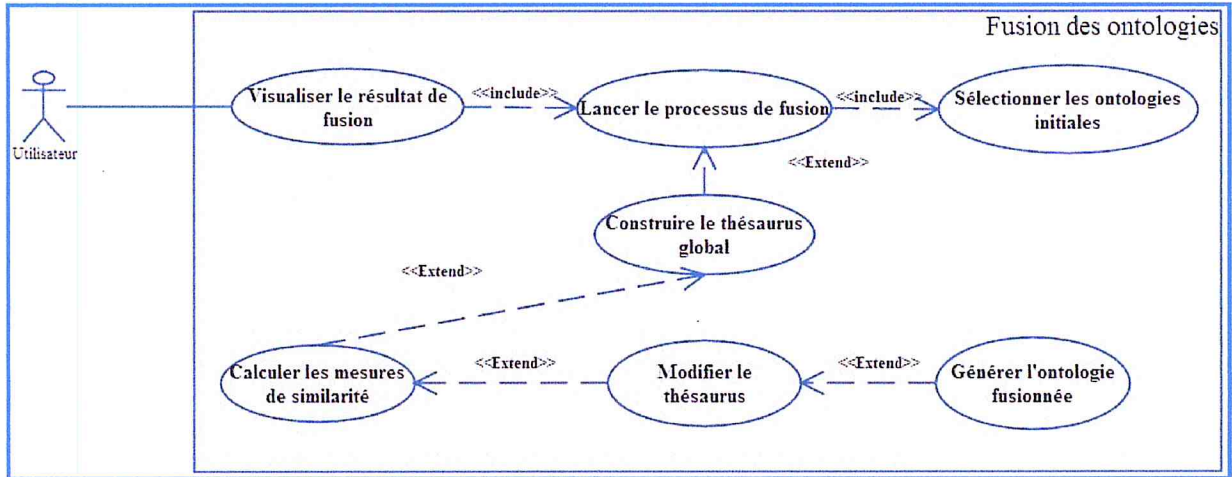 Fusion des ontologies
Visualiser le résultat de
fusion
<<include>>
Lancer le processus de fusion
<<include>>
Sélectionner les ontologies
initiales
Utilisateur
<<Extend>>
Construire le thésaurus
global
<<Extend>>
Calculer les mesures
de similarité
<<Extend>>
Modifier le
thésaurus
<<Extend>>
Générer l'ontologie
fusionnée